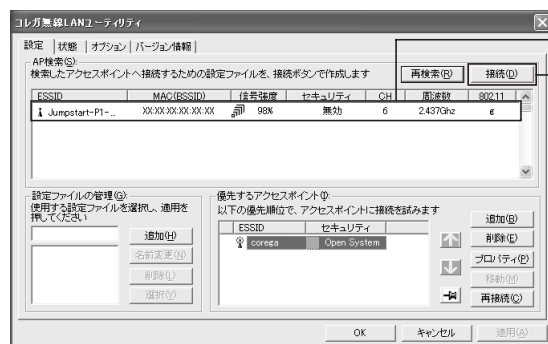 コレガ無線LANユーティリティ
設定 状態 オプション バージョン情報
AP検索(S):
検索したアクセスポイントへ接続するための設定ファイルを、接続ボタンで作成します
再検索(R) 接続(D)
ESSID MAC(BSSID) 信号強度 セキュリティ CH 周波数 802.11
Jumpstart-P1-... XX:XX:XX:XX:XX:XX 98% 無効 6 2.437Ghz g
設定ファイルの管理(G):
使用する設定ファイルを選択し、適用を
押してください
追加(H)
名前変更(N)
削除(L)
選択(V)
優先するアクセスポイント(I):
以下の優先順位で、アクセスポイントに接続を試みます
ESSID セキュリティ
corega Open System
追加(B)
削除(E)
プロパティ(P)
移動(M)
再接続(C)
OK キャンセル 適用(A)